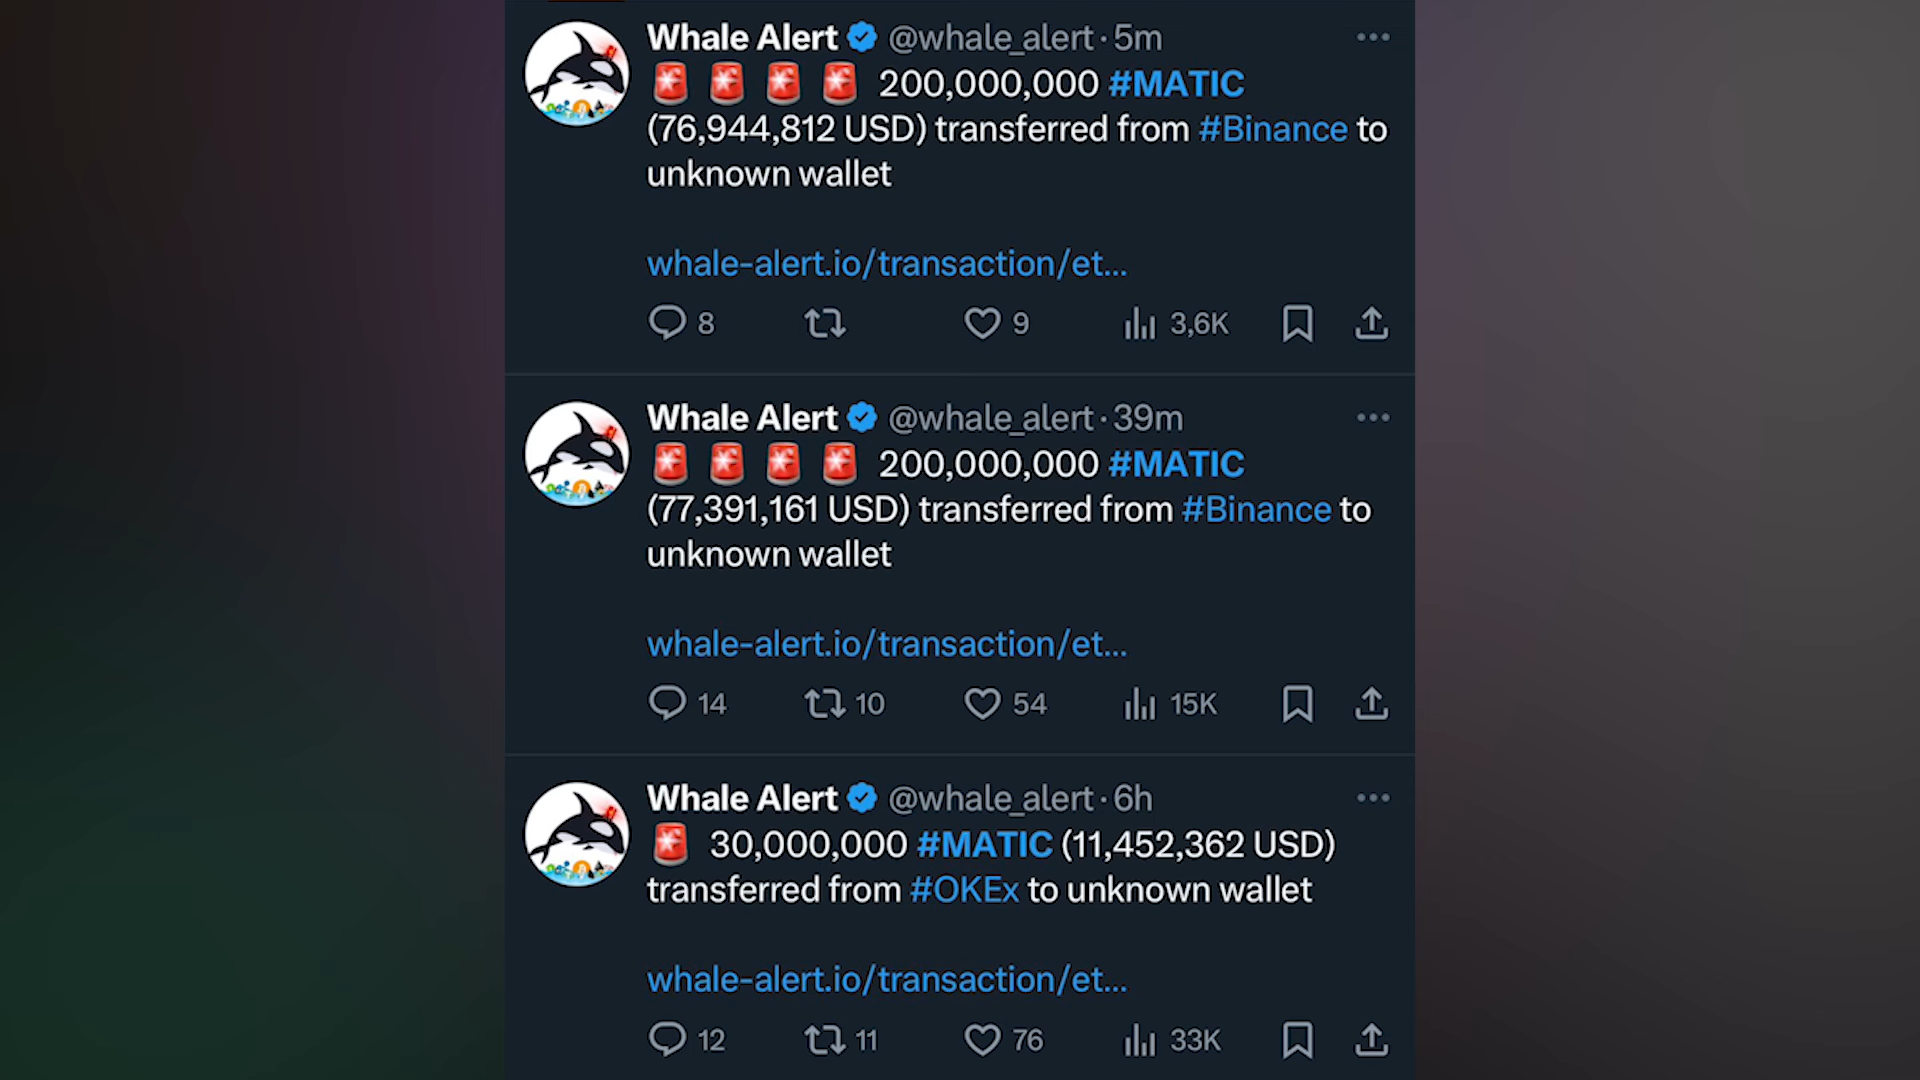 Whale Alert @whale_alert · 5m
🚨 🚨 🚨 🚨 200,000,000 #MATIC
(76,944,812 USD) transferred from #Binance to
unknown wallet
whale-alert.io/transaction/et...
8 9 3,6K
Whale Alert @whale_alert · 39m
🚨 🚨 🚨 🚨 200,000,000 #MATIC
(77,391,161 USD) transferred from #Binance to
unknown wallet
whale-alert.io/transaction/et...
14 10 54 15K
Whale Alert @whale_alert · 6h
🚨 30,000,000 #MATIC (11,452,362 USD)
transferred from #OKEx to unknown wallet
whale-alert.io/transaction/et...
12 11 76 33K